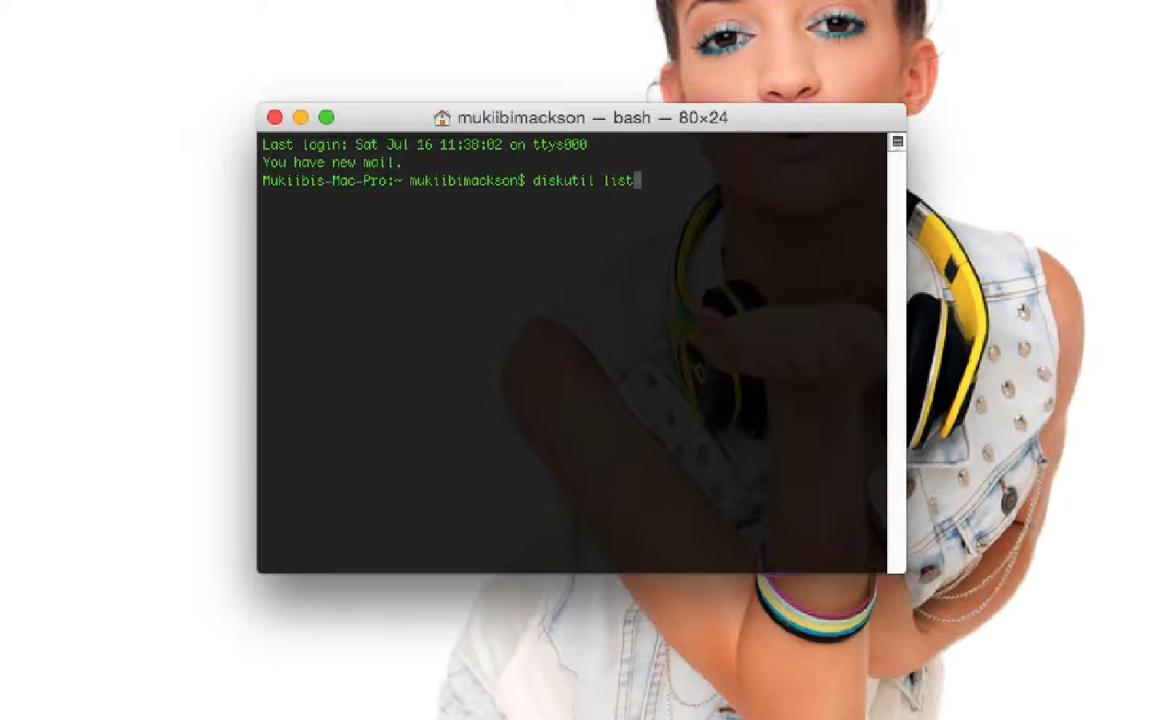 mukiibimackson — bash — 80×24
Last login: Sat Jul 16 11:38:02 on ttys000
You have new mail.
Mukiibis-Mac-Pro:~ mukiibimackson$ diskutil list